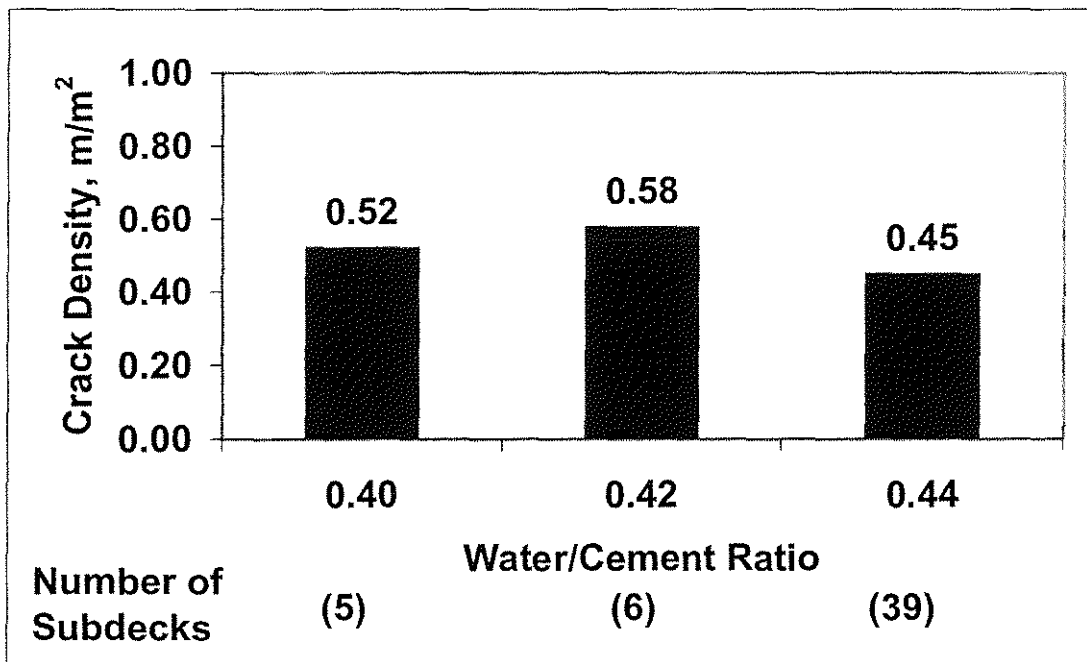 Crack Density, m/m²
1.00
0.80
0.60
0.40
0.20
0.00
0.52
0.58
0.45
0.40 0.42 0.44
Water/Cement Ratio
Number of
Subdecks
(5) (6) (39)